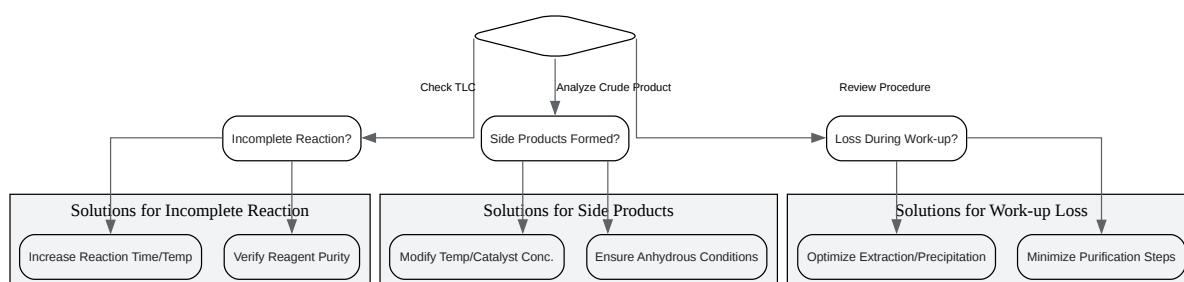 Check TLC
Analyze Crude Product
Review Procedure
Incomplete Reaction?
Side Products Formed?
Loss During Work-up?
Solutions for Incomplete Reaction
Solutions for Side Products
Solutions for Work-up Loss
Increase Reaction Time/Temp
Verify Reagent Purity
Modify Temp/Catalyst Conc.
Ensure Anhydrous Conditions
Optimize Extraction/Precipitation
Minimize Purification Steps